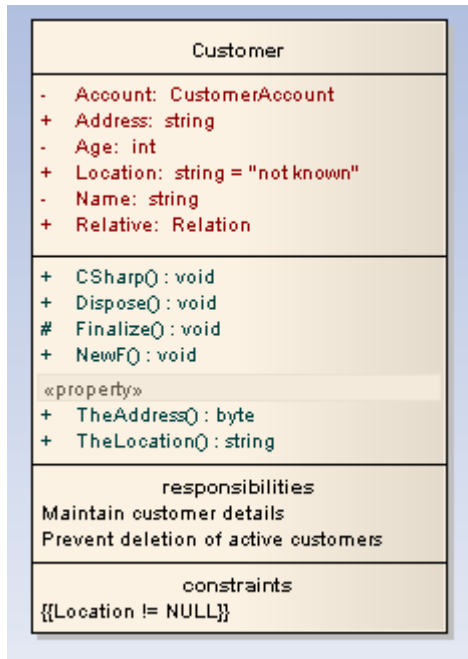 Customer
- Account: CustomerAccount
+ Address: string
- Age: int
+ Location: string = "not known"
- Name: string
+ Relative: Relation
+ CSharp() : void
+ Dispose() : void
# Finalize() : void
+ NewF() : void
«property»
+ TheAddress() : byte
+ TheLocation() : string
responsibilities
Maintain customer details
Prevent deletion of active customers
constraints
{{Location != NULL}}